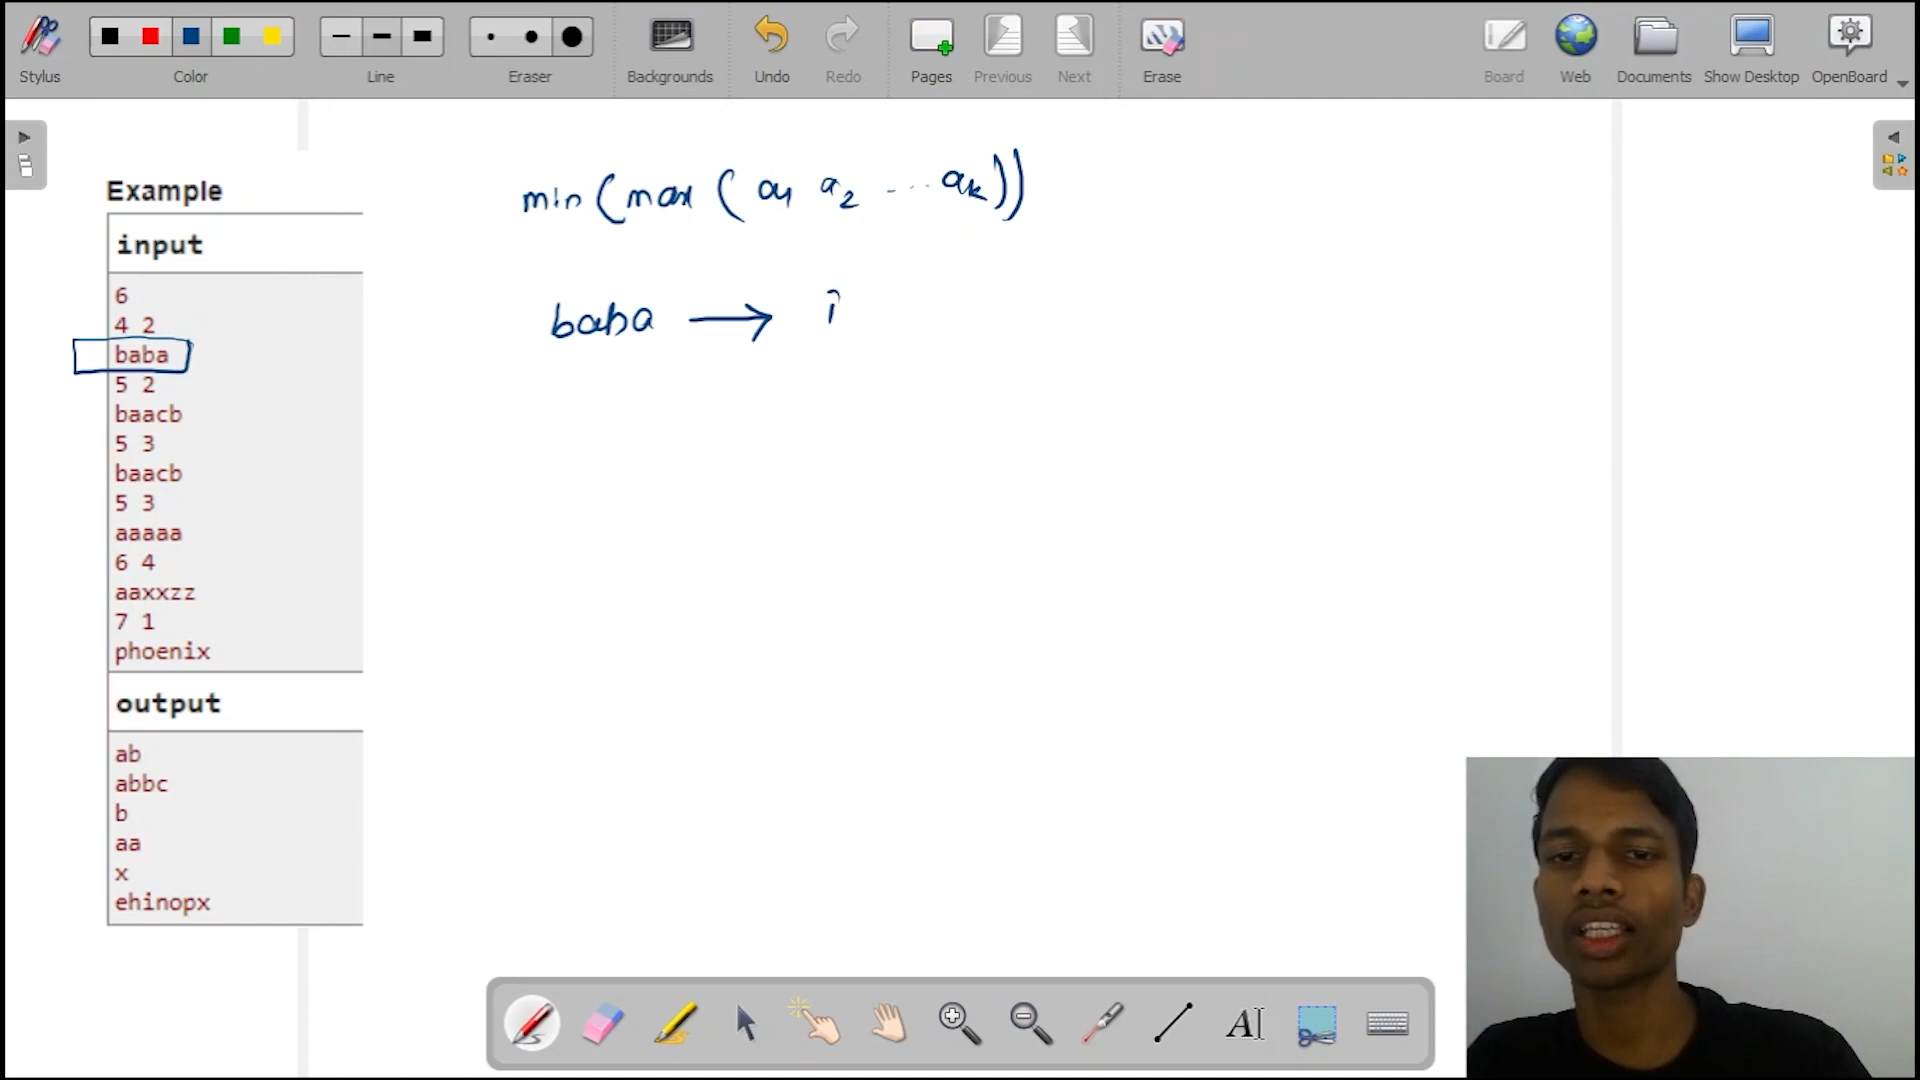 Stylus
Color
Line
Eraser
Backgrounds
Undo
Redo
Pages
Previous
Next
Erase
Board
Web
Documents
Show Desktop
OpenBoard
min (max ( a1 a2 ... ak))
baba → i
Example
input
6
4 2
baba
5 2
baacb
5 3
baacb
5 3
aaaaa
6 4
aaxxzz
7 1
phoenix
output
ab
abbc
b
aa
x
ehinopx